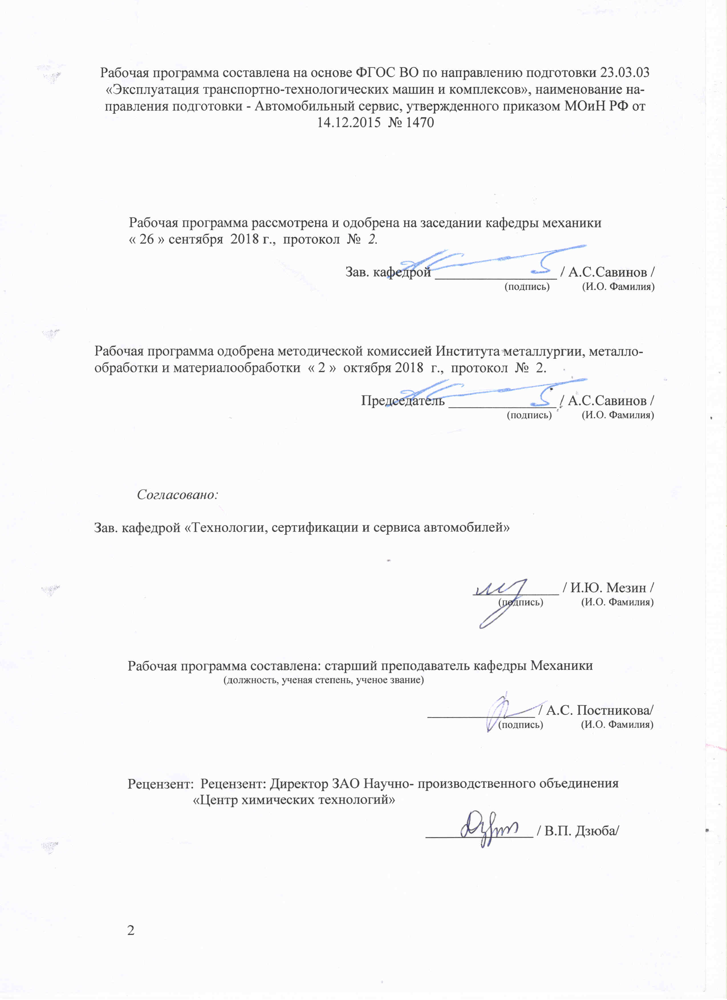 Рабочая программа составлена на основе ФГОС ВО по направлению подготовки 23.03.03
«Эксплуатация транспортно-технологических машин и комплексов», наименование на-
правления подготовки - Автомобильный сервис, утвержденного приказом МОиН РФ от
14.12.2015 № 1470
Рабочая программа рассмотрена и одобрена на заседании кафедры механики
« 26 » сентября 2018 г., протокол № 2.
Зав. кафедрой ________________ / А.С.Савинов /
(подпись) (И.О. Фамилия)
Рабочая программа одобрена методической комиссией Института металлургии, металло-
обработки и материалообработки « 2 » октября 2018 г., протокол № 2.
Председатель ______________ / А.С.Савинов /
(подпись) (И.О. Фамилия)
Согласовано:
Зав. кафедрой «Технологии, сертификации и сервиса автомобилей»
____________ / И.Ю. Мезин /
(подпись) (И.О. Фамилия)
Рабочая программа составлена: старший преподаватель кафедры Механики
(должность, ученая степень, ученое звание)
______________ / А.С. Постникова/
(подпись) (И.О. Фамилия)
Рецензент: Рецензент: Директор ЗАО Научно- производственного объединения
«Центр химических технологий»
______________ / В.П. Дзюба/
2